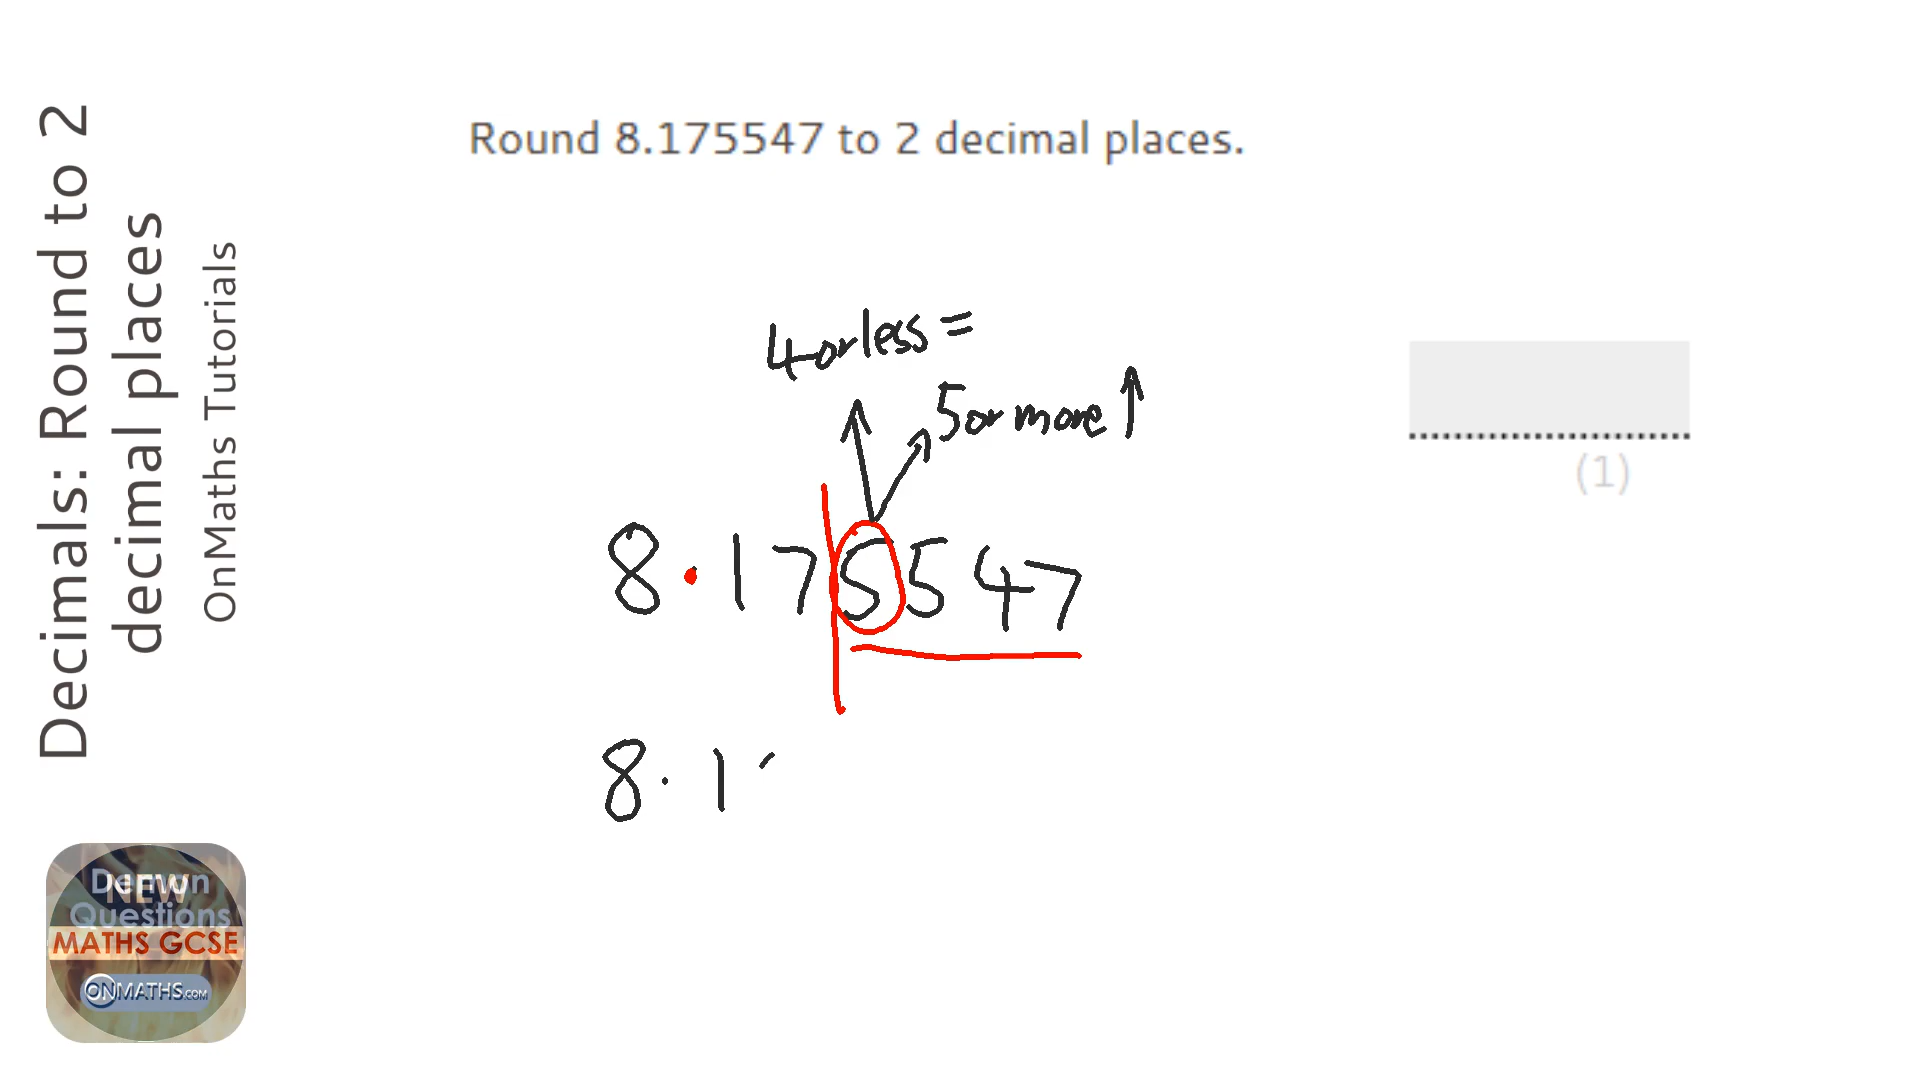 Decimals: Round to 2
decimal places
OnMaths Tutorials
Round 8.175547 to 2 decimal places.
4 or less =
5 or more ↑
8.175547
(1)
8.1
Demon
NEW
Questions
MATHS GCSE
ONMATHS.COM